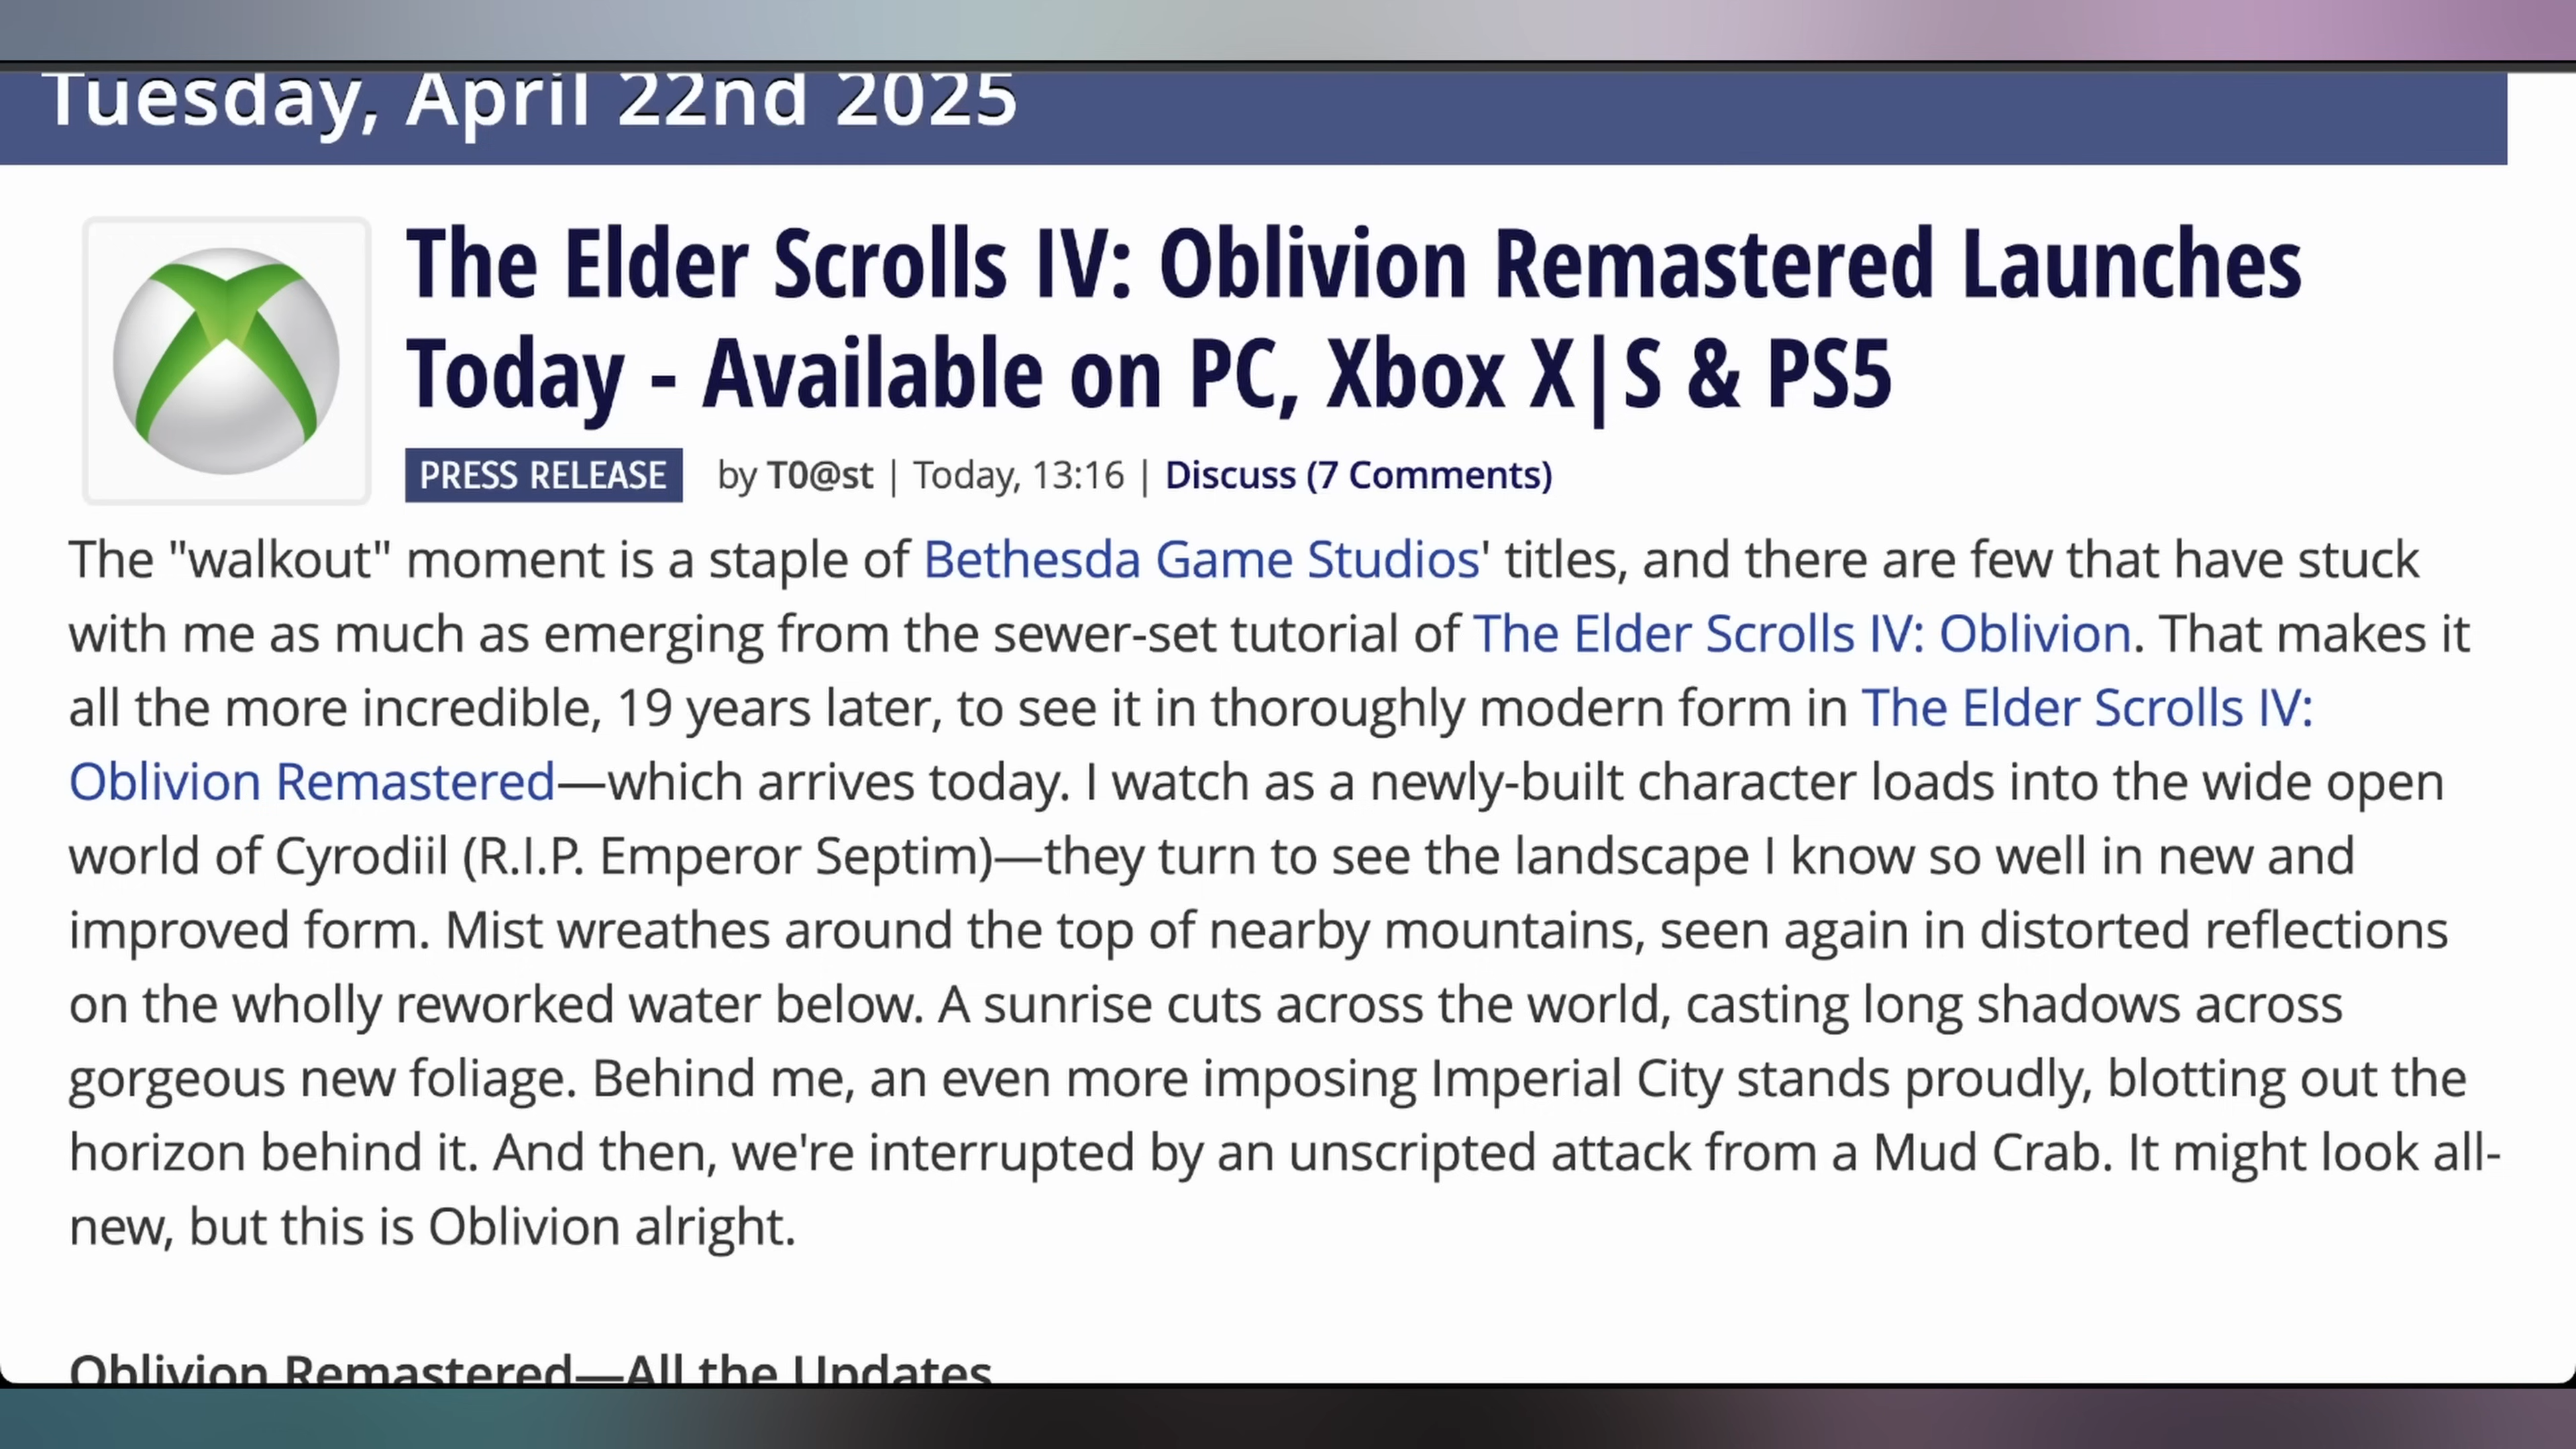 Tuesday, April 22nd 2025
The Elder Scrolls IV: Oblivion Remastered Launches
Today - Available on PC, Xbox X|S & PS5
PRESS RELEASE by T0@st | Today, 13:16 | Discuss (7 Comments)
The "walkout" moment is a staple of Bethesda Game Studios' titles, and there are few that have stuck
with me as much as emerging from the sewer-set tutorial of The Elder Scrolls IV: Oblivion. That makes it
all the more incredible, 19 years later, to see it in thoroughly modern form in The Elder Scrolls IV:
Oblivion Remastered—which arrives today. I watch as a newly-built character loads into the wide open
world of Cyrodiil (R.I.P. Emperor Septim)—they turn to see the landscape I know so well in new and
improved form. Mist wreathes around the top of nearby mountains, seen again in distorted reflections
on the wholly reworked water below. A sunrise cuts across the world, casting long shadows across
gorgeous new foliage. Behind me, an even more imposing Imperial City stands proudly, blotting out the
horizon behind it. And then, we're interrupted by an unscripted attack from a Mud Crab. It might look all-
new, but this is Oblivion alright.
Oblivion Remastered—All the Updates